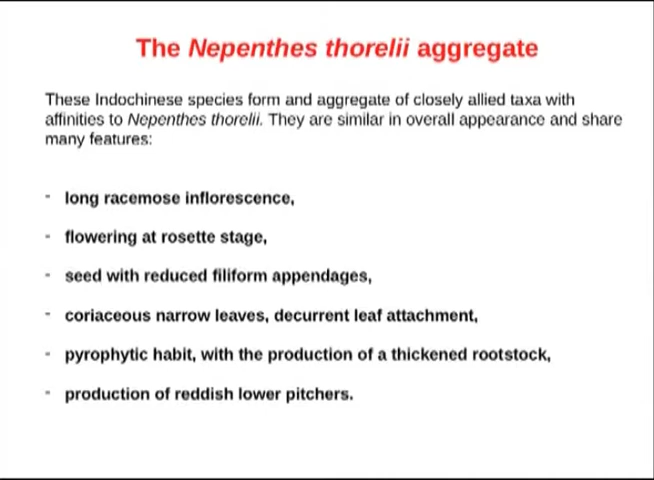 The Nepenthes thorelii aggregate
These Indochinese species form and aggregate of closely allied taxa with
affinities to Nepenthes thorelii. They are similar in overall appearance and share
many features:
- long racemose inflorescence,
- flowering at rosette stage,
- seed with reduced filiform appendages,
- coriaceous narrow leaves, decurrent leaf attachment,
- pyrophytic habit, with the production of a thickened rootstock,
- production of reddish lower pitchers.